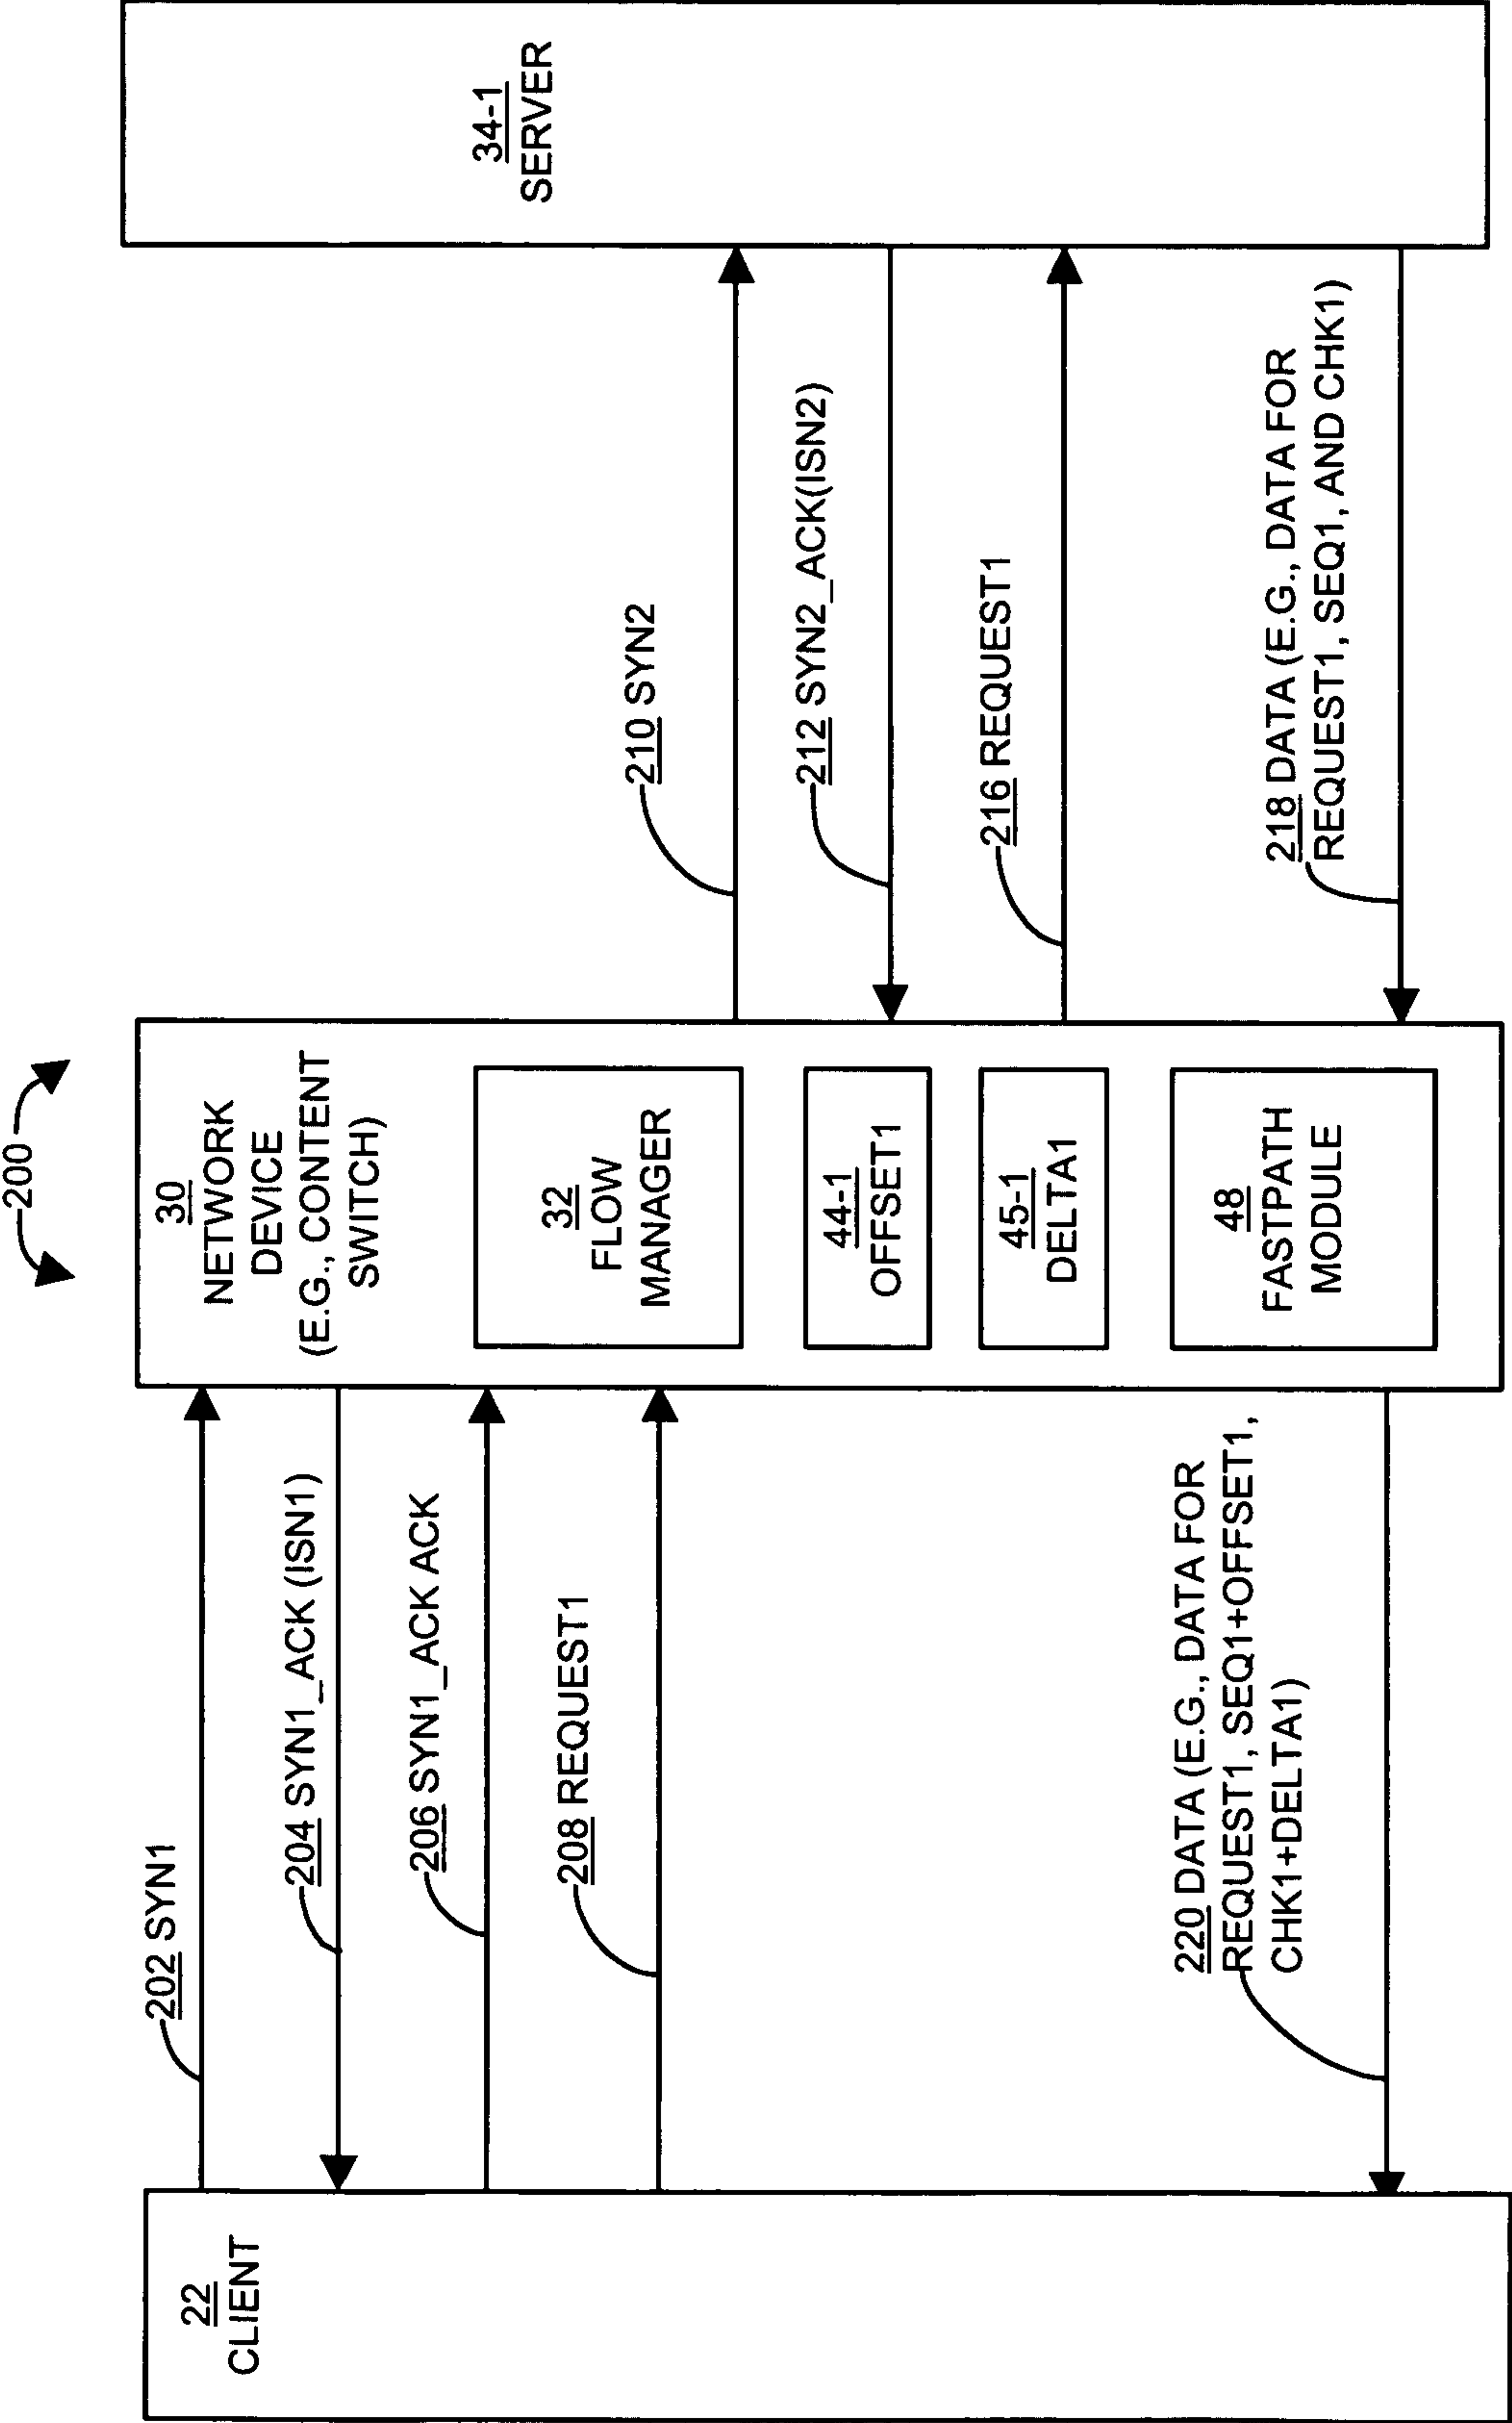 200
22
CLIENT
202 SYN1
204 SYN1_ACK (ISN1)
206 SYN1_ACK ACK
208 REQUEST1
220 DATA (E.G., DATA FOR
REQUEST1, SEQ1+OFFSET1,
CHK1+DELTA1)
30
NETWORK
DEVICE
(E.G., CONTENT
SWITCH)
32
FLOW
MANAGER
44-1
OFFSET1
45-1
DELTA1
48
FASTPATH
MODULE
210 SYN2
212 SYN2_ACK(ISN2)
216 REQUEST1
218 DATA (E.G., DATA FOR
REQUEST1, SEQ1, AND CHK1)
34-1
SERVER